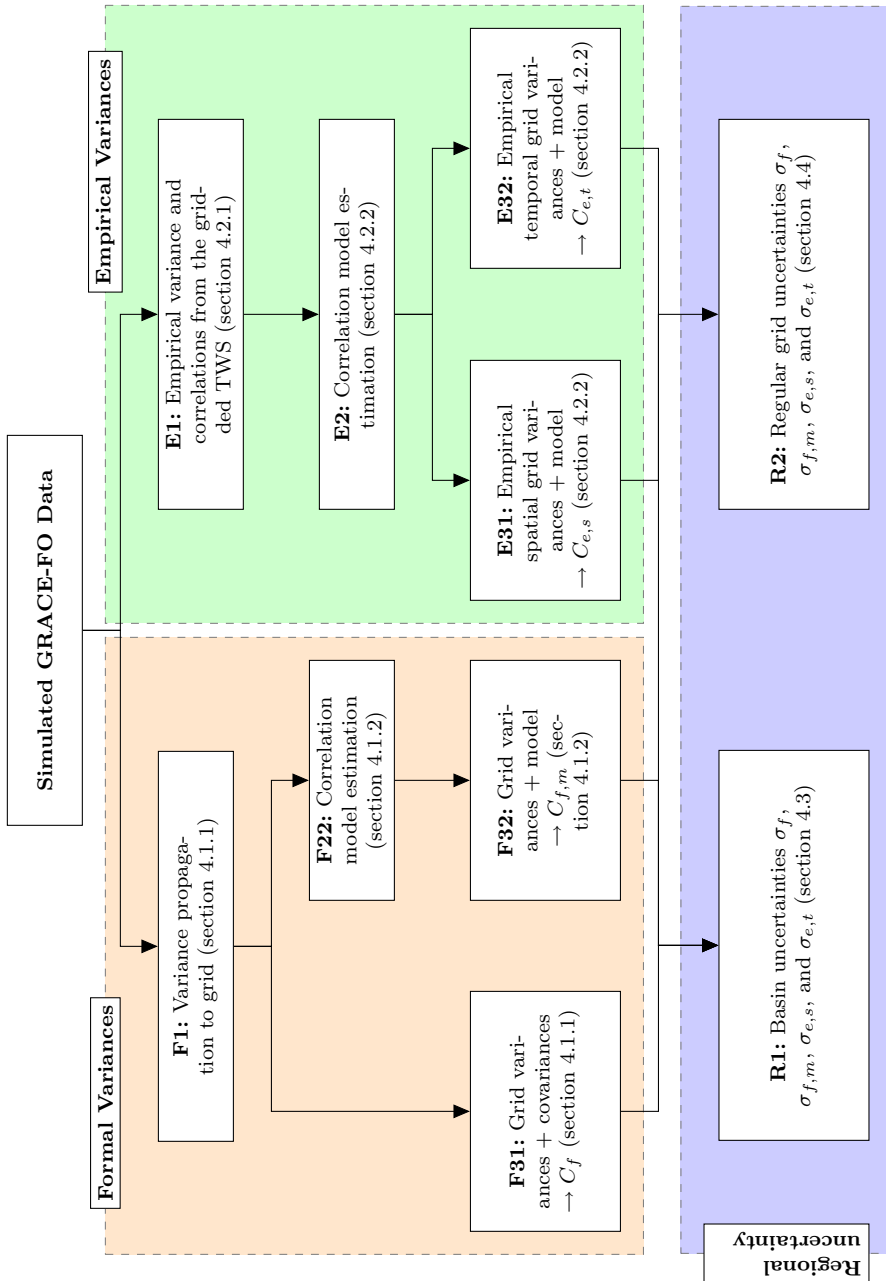 Simulated GRACE-FO Data
Formal Variances
F1: Variance propaga-
tion to grid (section 4.1.1)
F22: Correlation
model estimation
(section 4.1.2)
F31: Grid vari-
ances + covariances
→ C_f (section 4.1.1)
F32: Grid vari-
ances + model
→ C_{f,m} (sec-
tion 4.1.2)
Empirical Variances
E1: Empirical variance and
correlations from the grid-
ded TWS (section 4.2.1)
E2: Correlation model es-
timation (section 4.2.2)
E31: Empirical
spatial grid vari-
ances + model
→ C_{e,s} (section 4.2.2)
E32: Empirical
temporal grid vari-
ances + model
→ C_{e,t} (section 4.2.2)
Regional
uncertainty
R1: Basin uncertainties σ_f,
σ_{f,m}, σ_{e,s}, and σ_{e,t} (section 4.3)
R2: Regular grid uncertainties σ_f,
σ_{f,m}, σ_{e,s}, and σ_{e,t} (section 4.4)